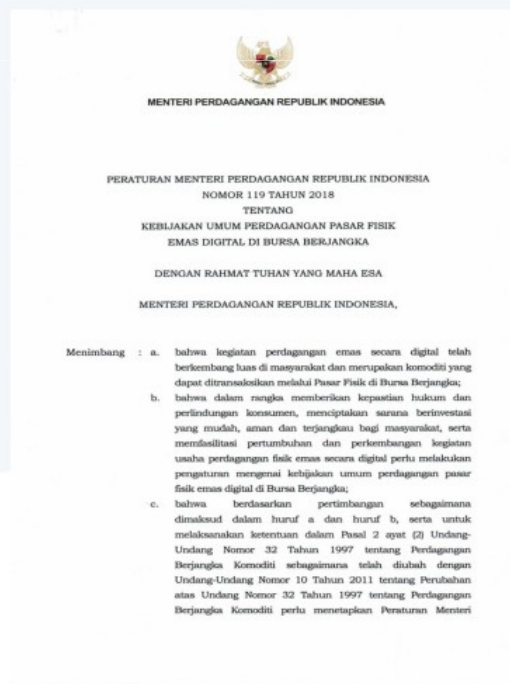 MENTERI PERDAGANGAN REPUBLIK INDONESIA
PERATURAN MENTERI PERDAGANGAN REPUBLIK INDONESIA
NOMOR 119 TAHUN 2018
TENTANG
KEBIJAKAN UMUM PERDAGANGAN PASAR FISIK
EMAS DIGITAL DI BURSA BERJANGKA
DENGAN RAHMAT TUHAN YANG MAHA ESA
MENTERI PERDAGANGAN REPUBLIK INDONESIA,
Menimbang : a. bahwa kegiatan perdagangan emas secara digital telah
berkembang luas di masyarakat dan merupakan komoditi yang
dapat ditransaksikan melalui Pasar Fisik di Bursa Berjangka;
b. bahwa dalam rangka memberikan kepastian hukum dan
perlindungan konsumen, menciptakan sarana berinvestasi
yang mudah, aman dan terjangkau bagi masyarakat, serta
memfasilitasi pertumbuhan dan perkembangan kegiatan
usaha perdagangan fisik emas secara digital perlu melakukan
pengaturan mengenai kebijakan umum perdagangan pasar
fisik emas digital di Bursa Berjangka;
c. bahwa berdasarkan pertimbangan sebagaimana
dimaksud dalam huruf a dan huruf b, serta untuk
melaksanakan ketentuan dalam Pasal 2 ayat (2) Undang-
Undang Nomor 32 Tahun 1997 tentang Perdagangan
Berjangka Komoditi sebagaimana telah diubah dengan
Undang-Undang Nomor 10 Tahun 2011 tentang Perubahan
atas Undang Nomor 32 Tahun 1997 tentang Perdagangan
Berjangka Komoditi perlu menetapkan Peraturan Menteri